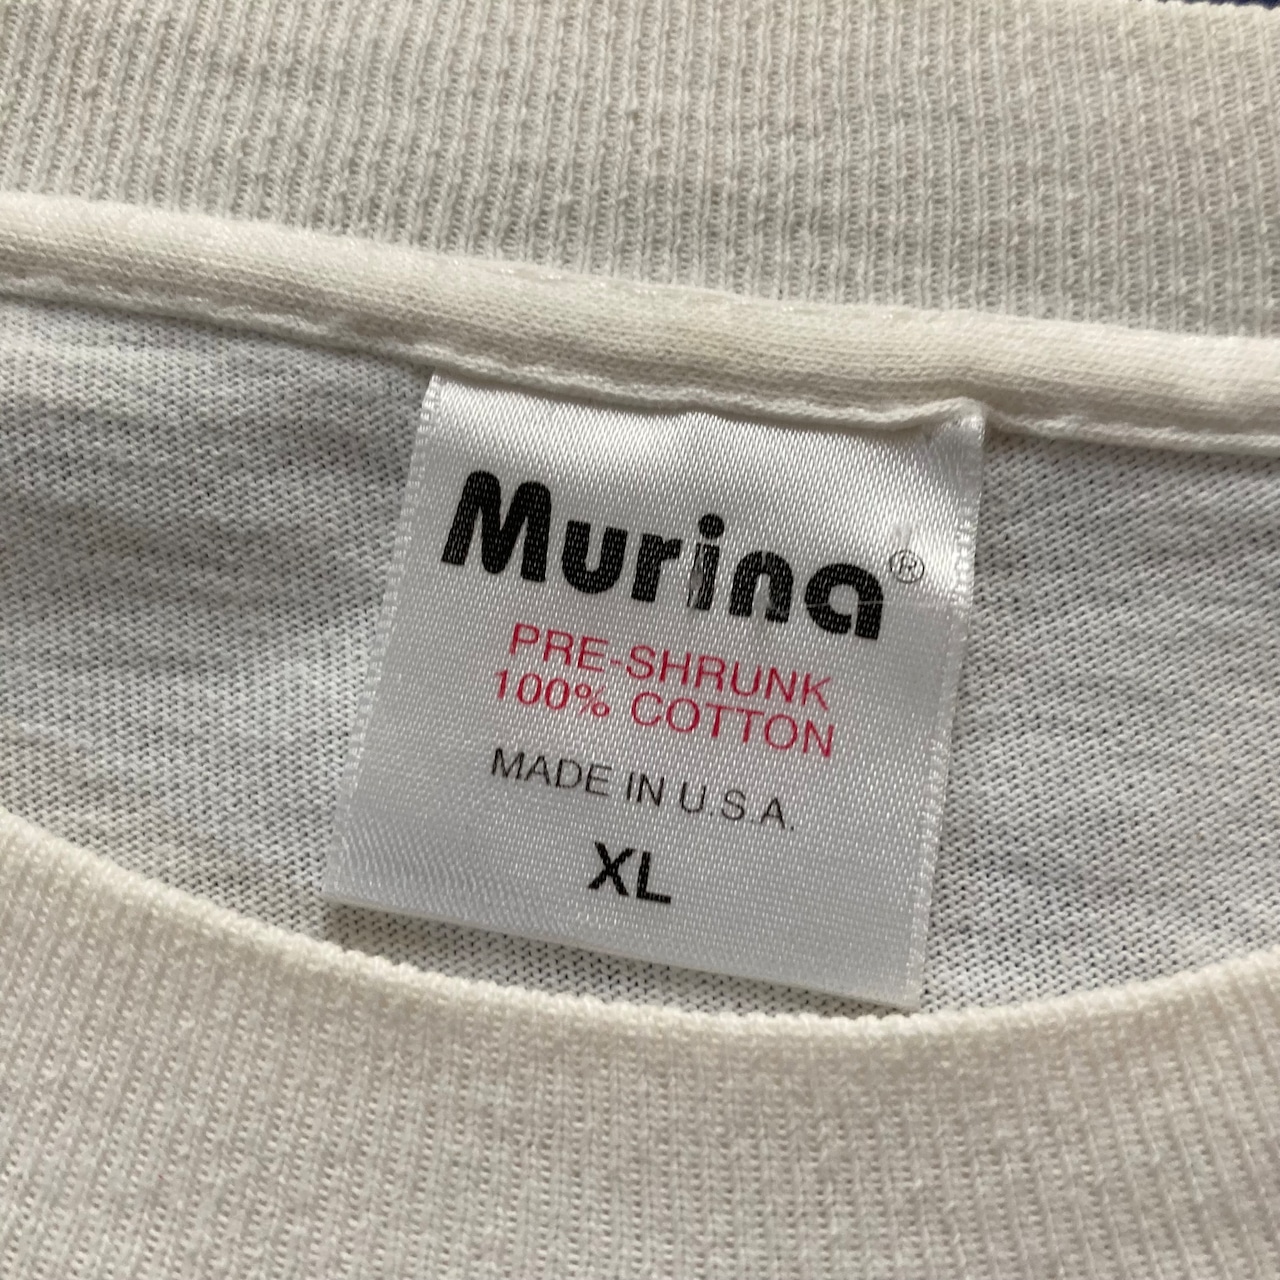 Murina®
PRE-SHRUNK
100% COTTON
MADE IN U.S.A.
XL